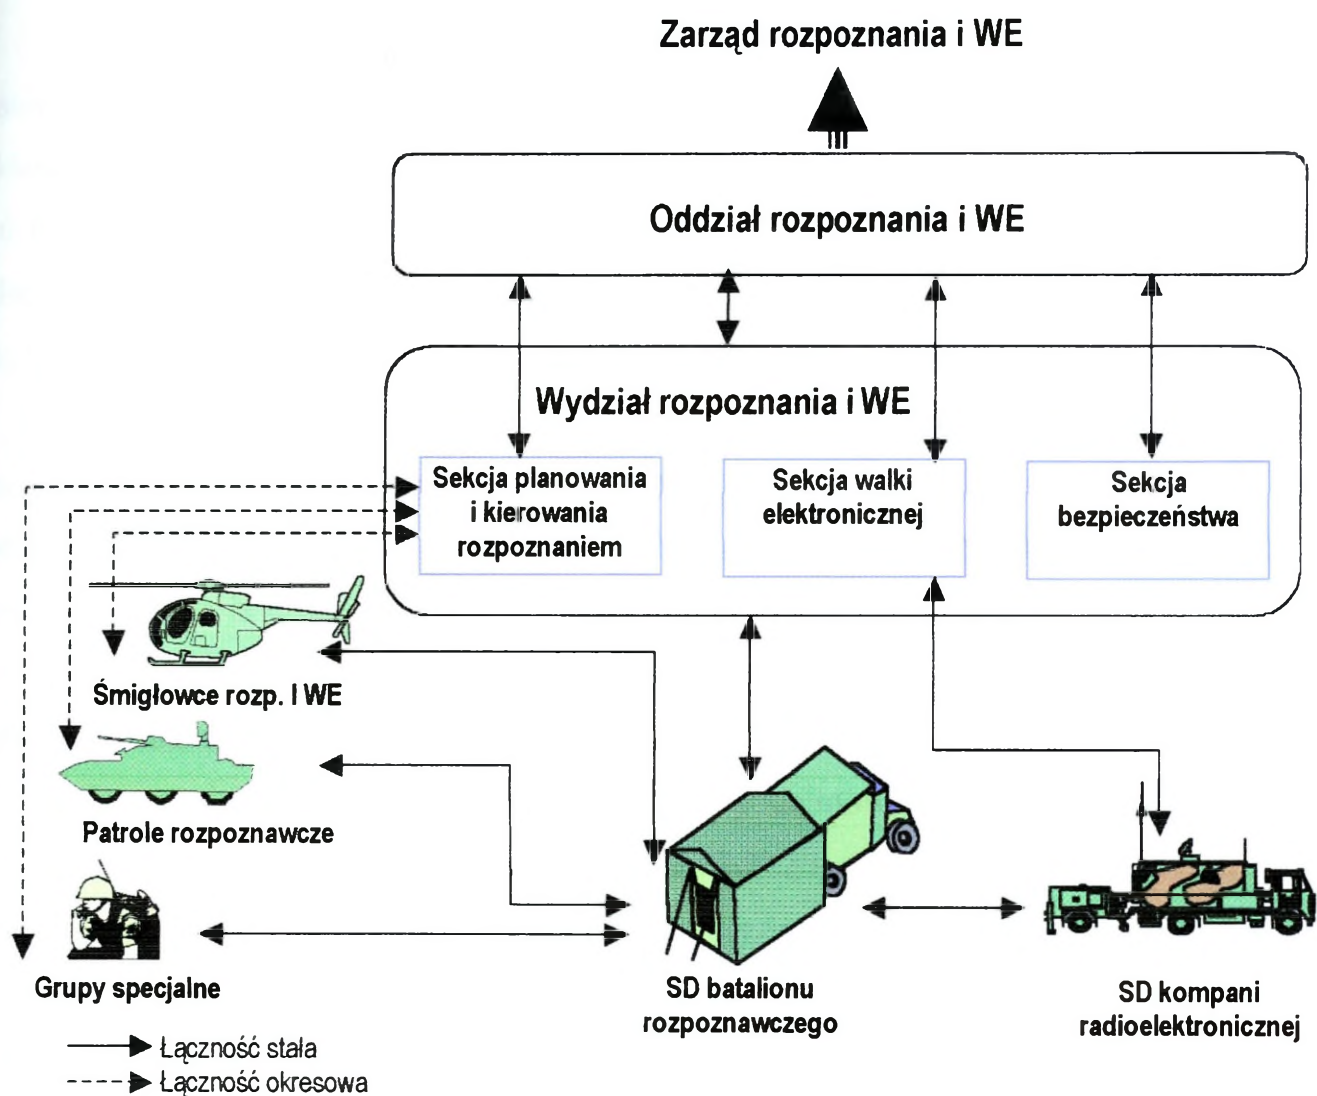 Zarząd rozpoznania i WE
Oddział rozpoznania i WE
Wydział rozpoznania i WE
Sekcja planowania
i kierowania
rozpoznaniem
Sekcja walki
elektronicznej
Sekcja
bezpieczeństwa
Śmigłowce rozp. I WE
Patrole rozpoznawcze
Grupy specjalne
SD batalionu
rozpoznawczego
SD kompani
radioelektronicznej
Łączność stała
Łączność okresowa